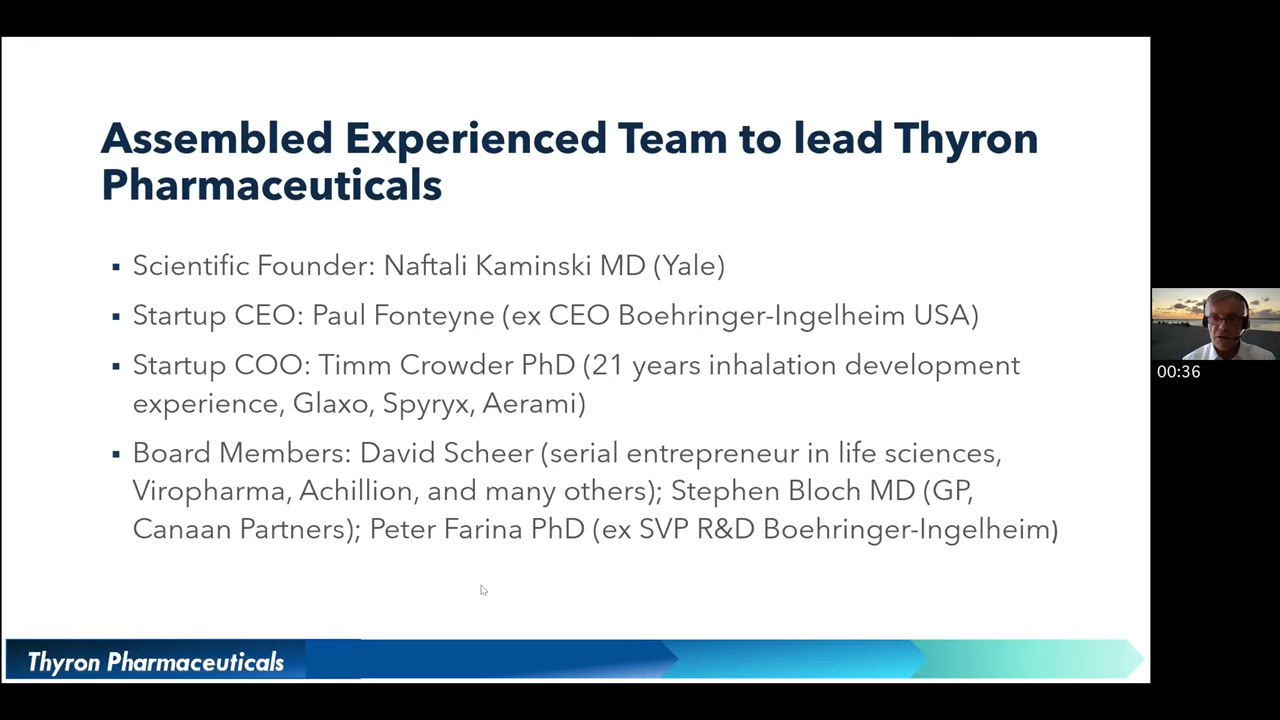 Assembled Experienced Team to lead Thyron
Pharmaceuticals
▪ Scientific Founder: Naftali Kaminski MD (Yale)
▪ Startup CEO: Paul Fonteyne (ex CEO Boehringer-Ingelheim USA)
▪ Startup COO: Timm Crowder PhD (21 years inhalation development
experience, Glaxo, Spyryx, Aerami)
▪ Board Members: David Scheer (serial entrepreneur in life sciences,
Viropharma, Achillion, and many others); Stephen Bloch MD (GP,
Canaan Partners); Peter Farina PhD (ex SVP R&D Boehringer-Ingelheim)
00:36
Thyron Pharmaceuticals